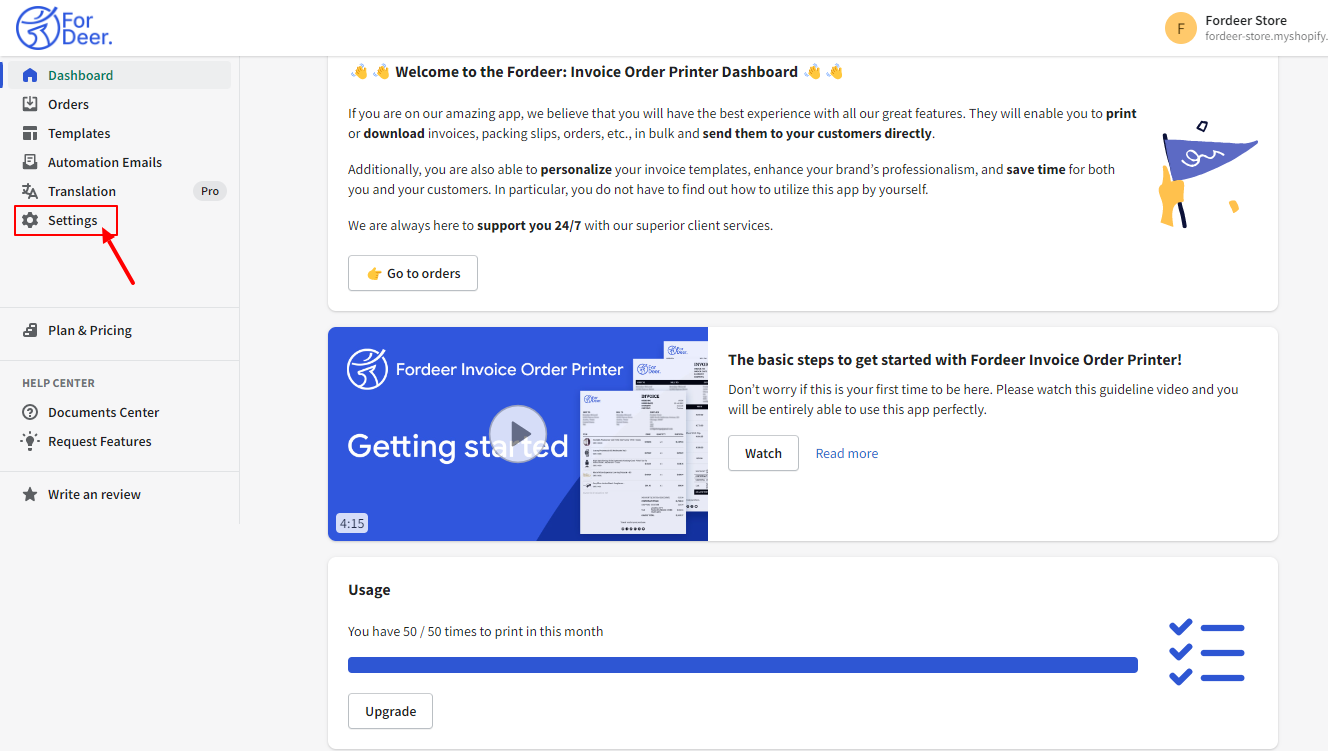 For
Deer.
F
Fordeer Store
fordeer-store.myshopify.
Dashboard
Orders
Templates
Automation Emails
Translation
Pro
Settings
Plan & Pricing
HELP CENTER
Documents Center
Request Features
Write an review
👋 👋 Welcome to the Fordeer: Invoice Order Printer Dashboard 👋 👋
If you are on our amazing app, we believe that you will have the best experience with all our great features. They will enable you to print
or download invoices, packing slips, orders, etc., in bulk and send them to your customers directly.
Additionally, you are also able to personalize your invoice templates, enhance your brand’s professionalism, and save time for both
you and your customers. In particular, you do not have to find out how to utilize this app by yourself.
We are always here to support you 24/7 with our superior client services.
👉 Go to orders
Fordeer Invoice Order Printer
Getting started
For
Deer.
For
Deer.
For
Deer.
INVOICE
4:15
The basic steps to get started with Fordeer Invoice Order Printer!
Don’t worry if this is your first time to be here. Please watch this guideline video and you
will be entirely able to use this app perfectly.
Watch
Read more
Usage
You have 50 / 50 times to print in this month
Upgrade